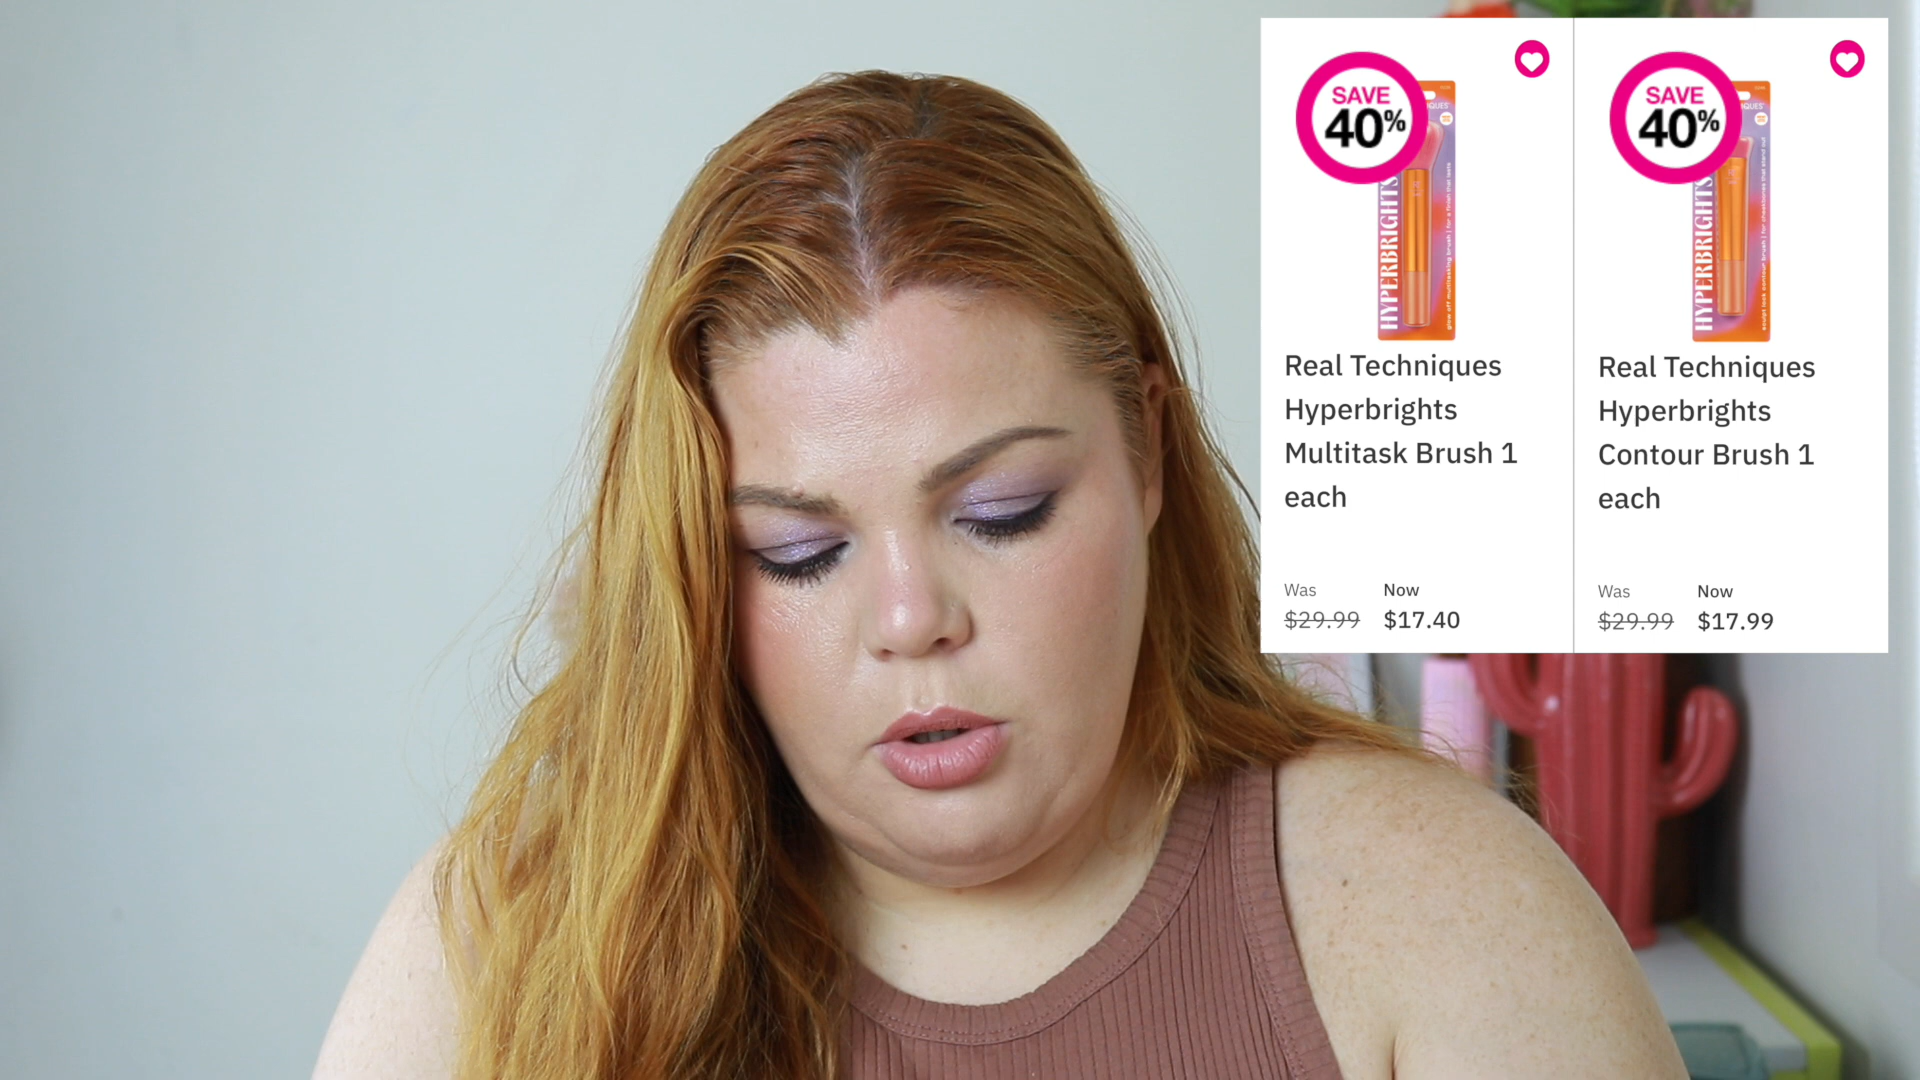 SAVE
40%
HYPERBRIGHTS
Real Techniques
Hyperbrights
Multitask Brush 1
each
Was
Now
$29.99
$17.40
SAVE
40%
HYPERBRIGHTS
Real Techniques
Hyperbrights
Contour Brush 1
each
Was
Now
$29.99
$17.99